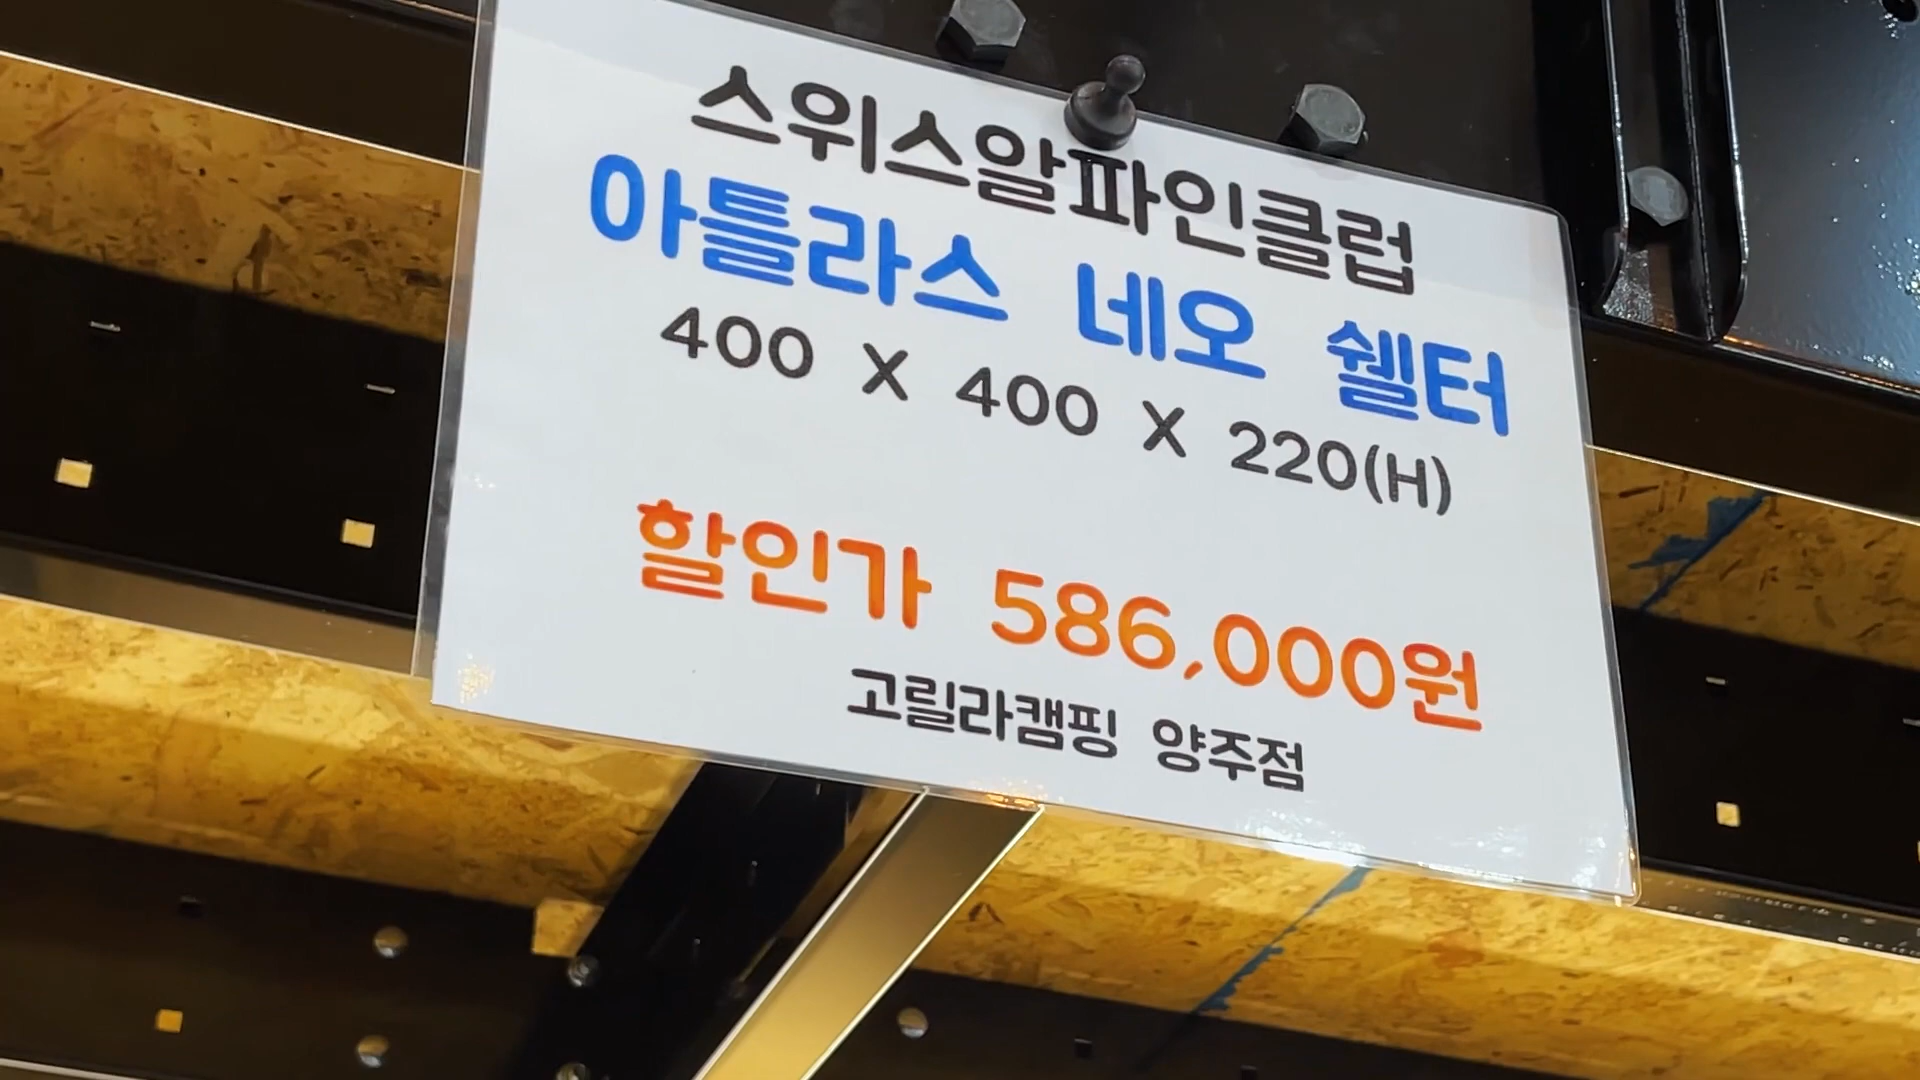 스위스알파인클럽
아틀라스 네오 쉘터
400 X 400 X 220(H)
할인가 586,000원
고릴라캠핑 양주점